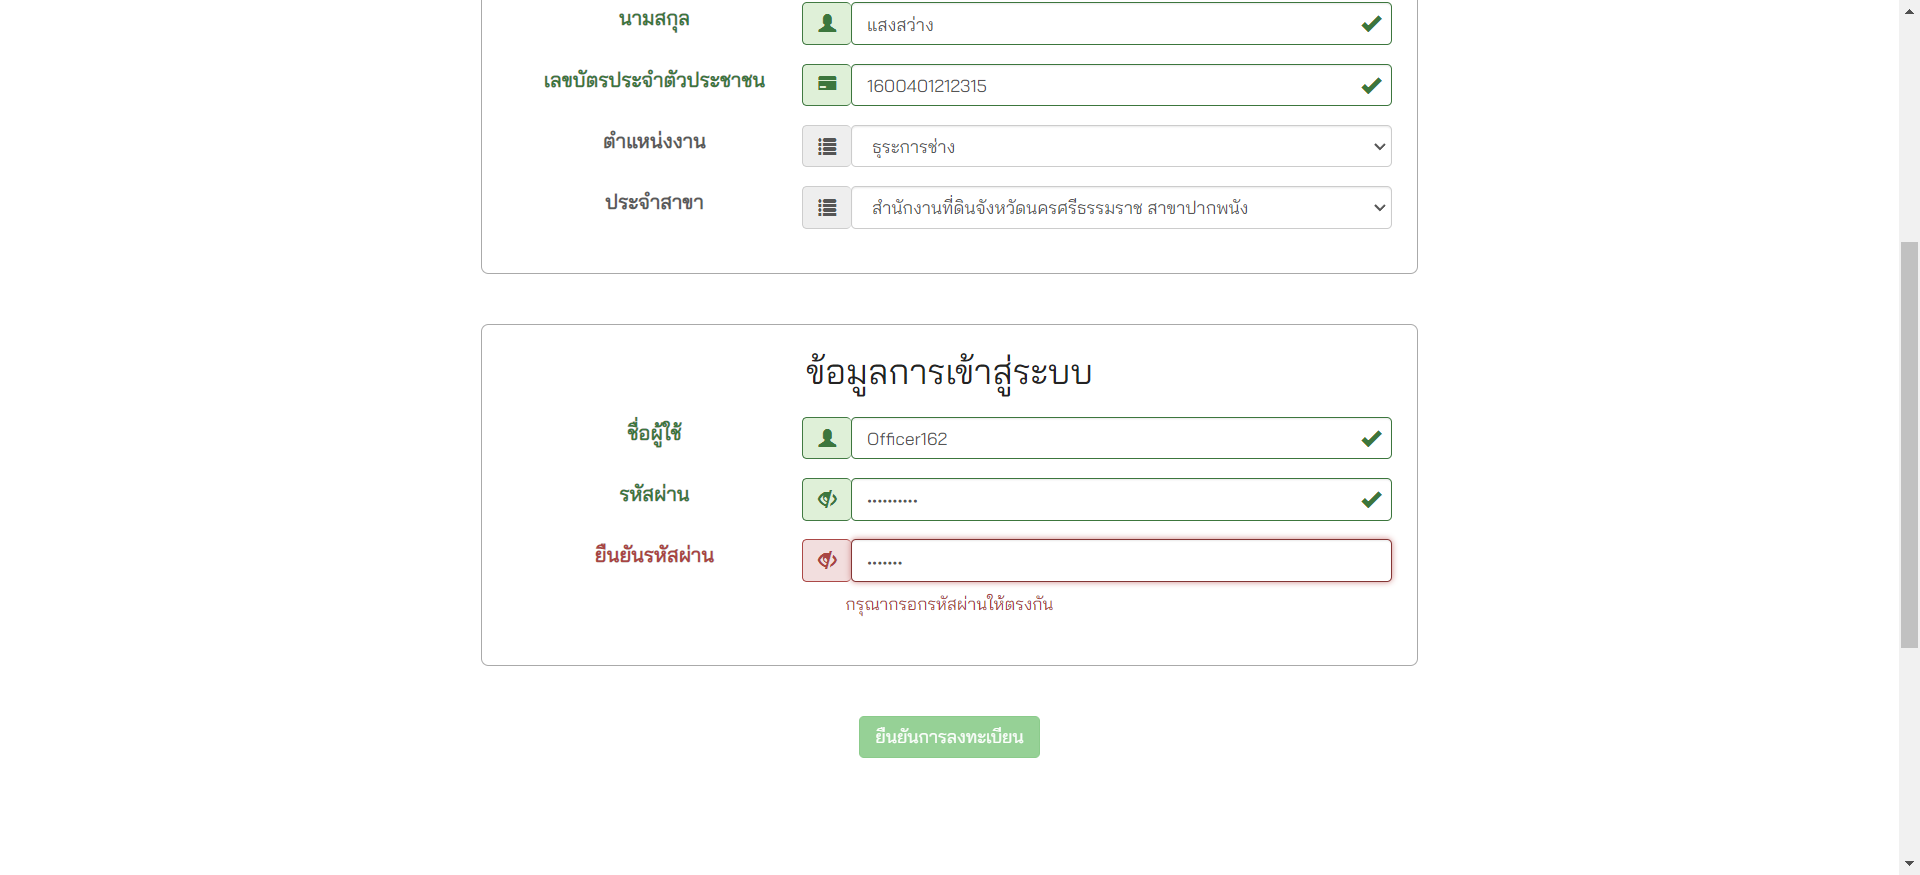 นามสกุล
แสงสว่าง
เลขบัตรประจำตัวประชาชน
1600401212315
ตำแหน่งงาน
ธุระการช่าง
ประจำสาขา
สำนักงานที่ดินจังหวัดนครศรีธรรมราช สาขาปากพนัง
ข้อมูลการเข้าสู่ระบบ
ชื่อผู้ใช้
Officer162
รหัสผ่าน
••••••••••
ยืนยันรหัสผ่าน
•••••••
กรุณากรอกรหัสผ่านให้ตรงกัน
ยืนยันการลงทะเบียน